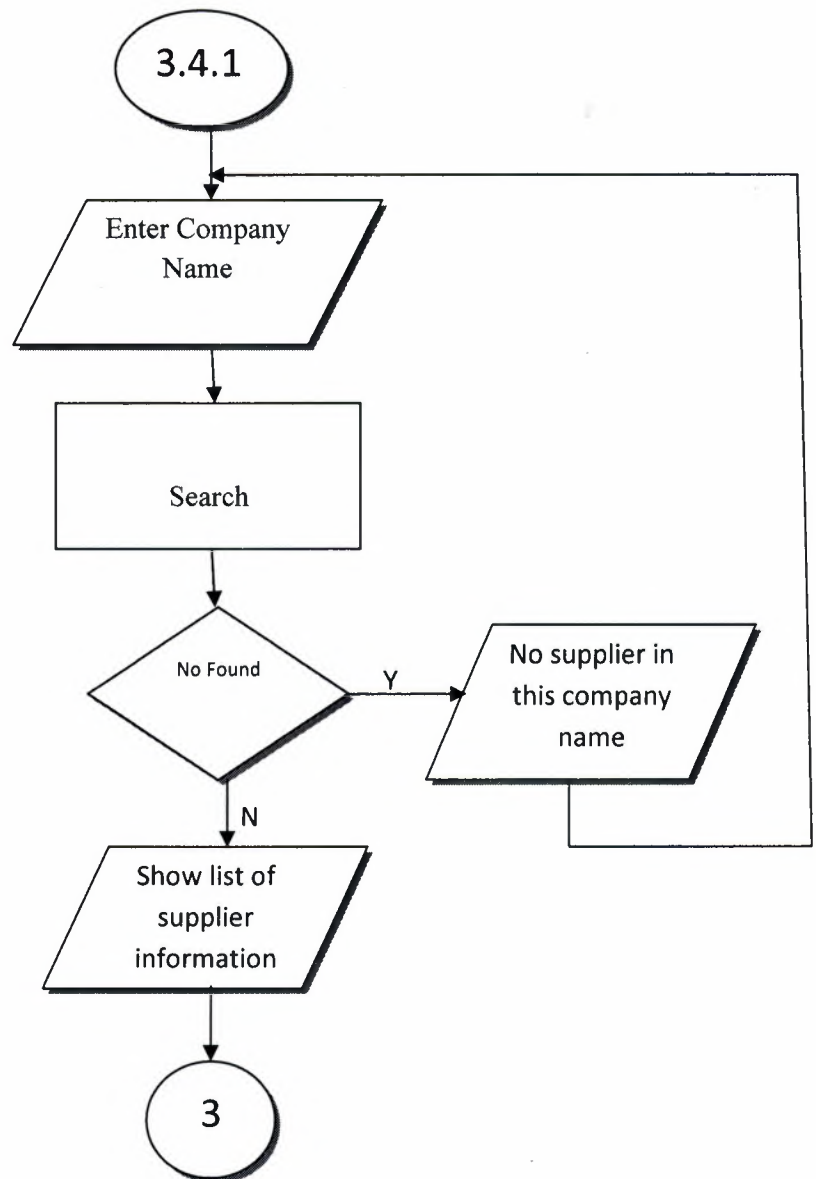 3.4.1
Enter Company
Name
Search
No Found
Y
No supplier in
this company
name
N
Show list of
supplier
information
3